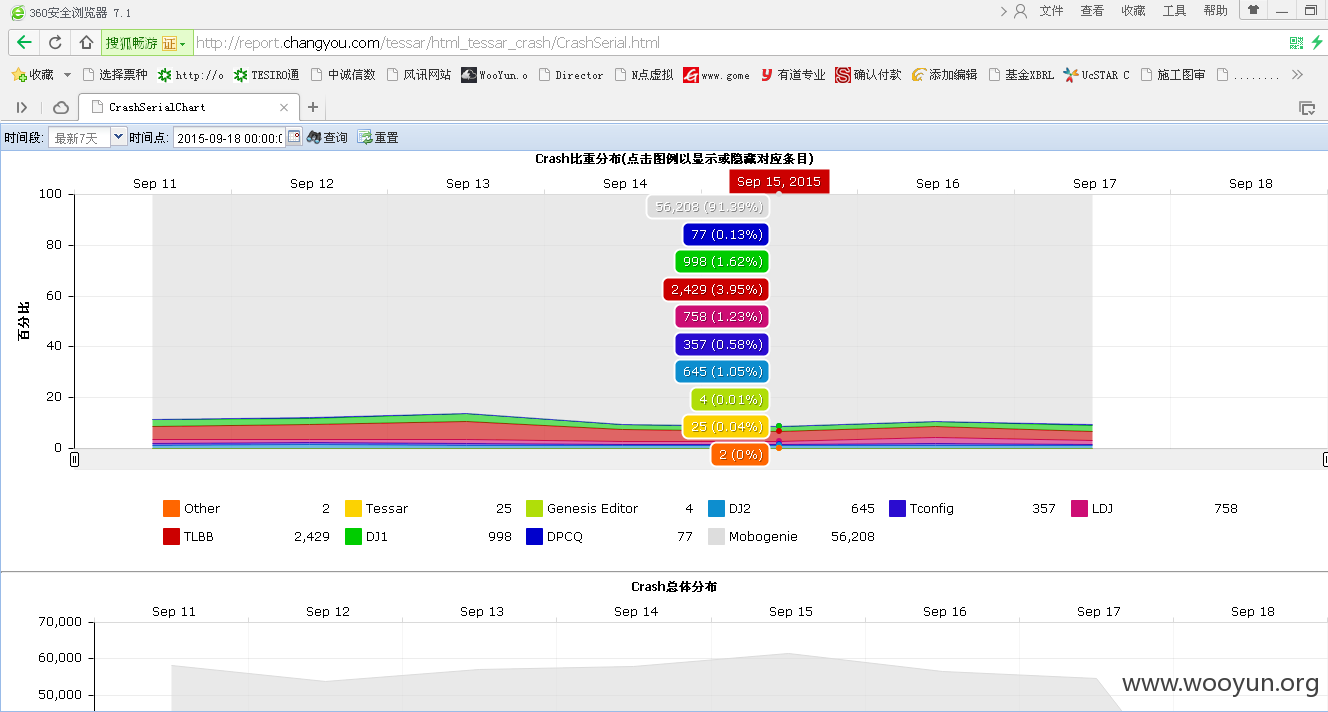 360安全浏览器 7.1 文件 查看 收藏 工具 帮助
搜狐畅游 证 http://report.changyou.com/tessar/html_tessar_crash/CrashSerial.html
收藏 选择票种 http://o TESIRO通 中诚信数 风讯网站 WooYun.o Director N点虚拟 www.gome 有道专业 确认付款 添加编辑 基金XBRL UcSTAR C 施工图审 ........
CrashSerialChart
时间段: 最新7天 时间点: 2015-09-18 00:00:0 查询 重置
Crash比重分布(点击图例以显示或隐藏对应条目)
Sep 11 Sep 12 Sep 13 Sep 14 Sep 15, 2015 Sep 16 Sep 17 Sep 18
100
56,208 (91.39%)
77 (0.13%)
80
998 (1.62%)
2,429 (3.95%)
60
758 (1.23%)
百分比
357 (0.58%)
40
645 (1.05%)
20
4 (0.01%)
25 (0.04%)
0
2 (0%)
Other 2 Tessar 25 Genesis Editor 4 DJ2 645 Tconfig 357 LDJ 758
TLBB 2,429 DJ1 998 DPCQ 77 Mobogenie 56,208
Crash总体分布
Sep 11 Sep 12 Sep 13 Sep 14 Sep 15 Sep 16 Sep 17 Sep 18
70,000
60,000
50,000
www.wooyun.org